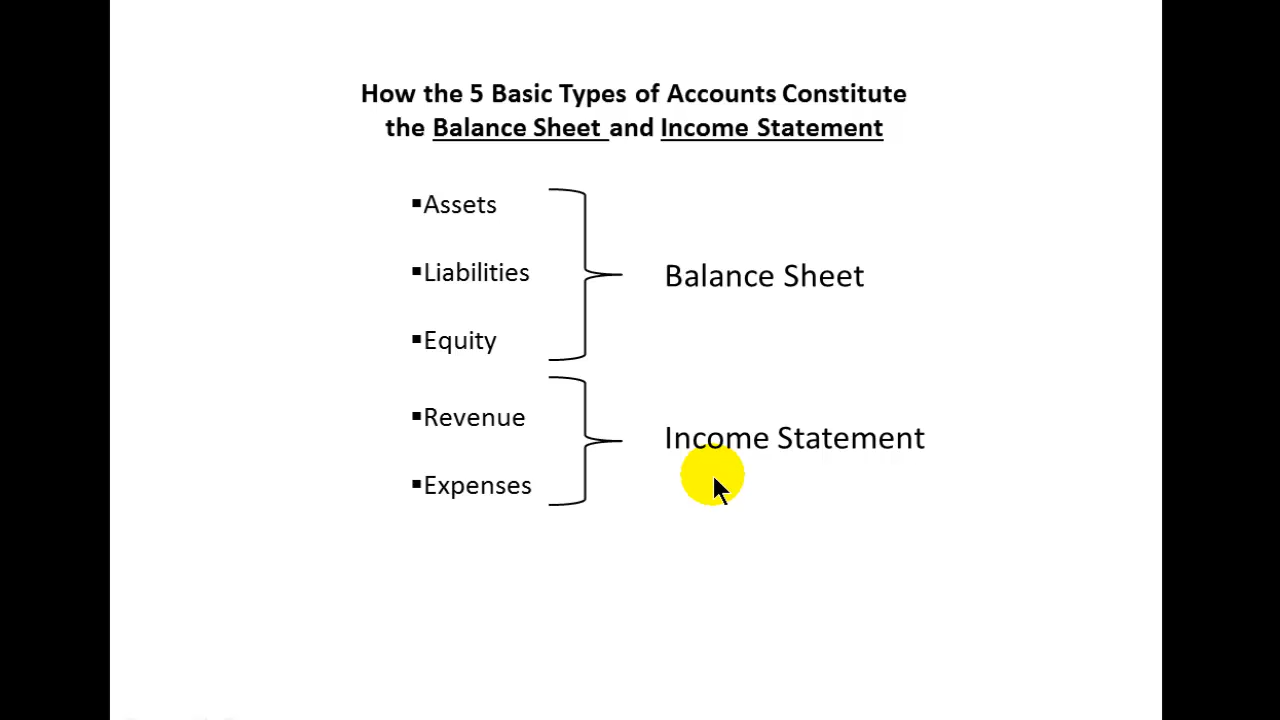 How the 5 Basic Types of Accounts Constitute
the Balance Sheet and Income Statement
▪Assets
▪Liabilities
Balance Sheet
▪Equity
▪Revenue
Income Statement
▪Expenses